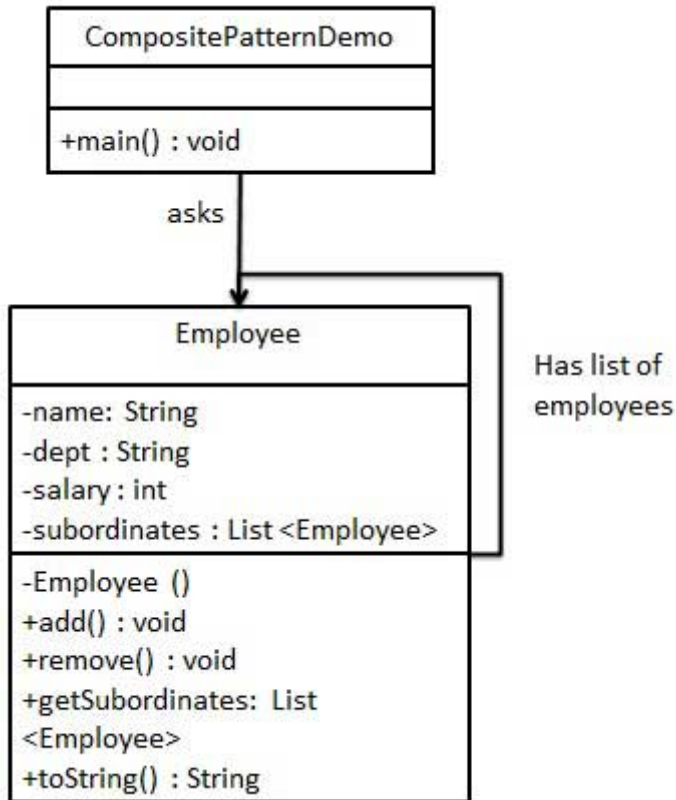 CompositePatternDemo
+main() : void
asks
Employee
-name: String
-dept : String
-salary : int
-subordinates : List <Employee>
Has list of
employees
-Employee ()
+add() : void
+remove() : void
+getSubordinates: List
<Employee>
+toString() : String